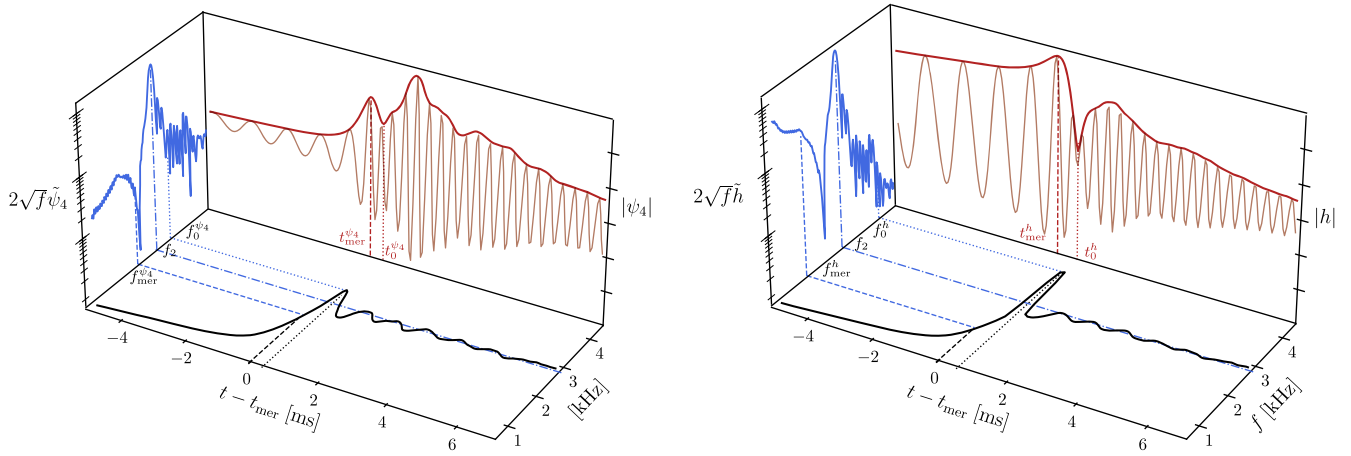 2√f ψ̃₄
f₀^ψ₄
f₂
f_mer^ψ₄
t_mer^ψ₄
t₀^ψ₄
|ψ₄|
−4
−2
0
2
4
6
t − t_mer [ms]
1
2
3
4
[kHz]
2√f h̃
f₀^h
f₂
f_mer^h
t_mer^h
t₀^h
|h|
−4
−2
0
2
4
6
t − t_mer [ms]
1
2
3
4
f [kHz]